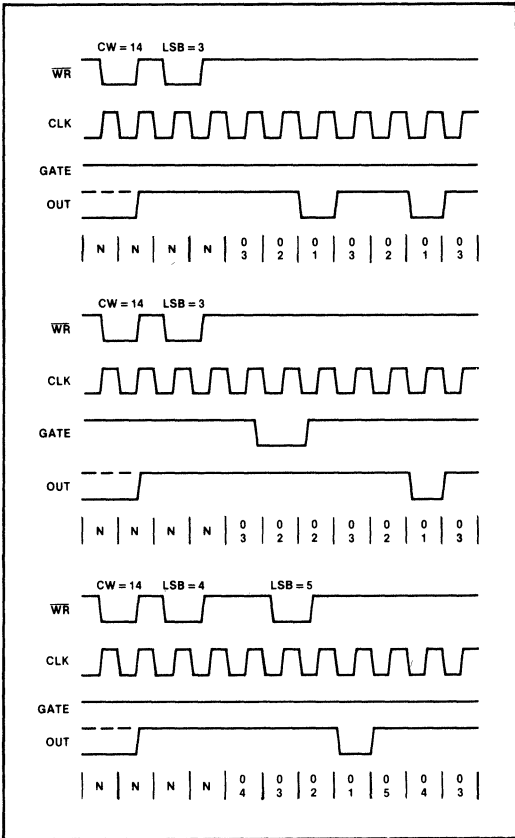 CW = 14 LSB = 3
WR
CLK
GATE
OUT
N N N N 0 0 0 0 0 0 0
3 2 1 3 2 1 3
CW = 14 LSB = 3
WR
CLK
GATE
OUT
N N N N 0 0 0 0 0 0 0
3 2 2 3 2 1 3
CW = 14 LSB = 4 LSB = 5
WR
CLK
GATE
OUT
N N N N 0 0 0 0 0 0 0
4 3 2 1 5 4 3